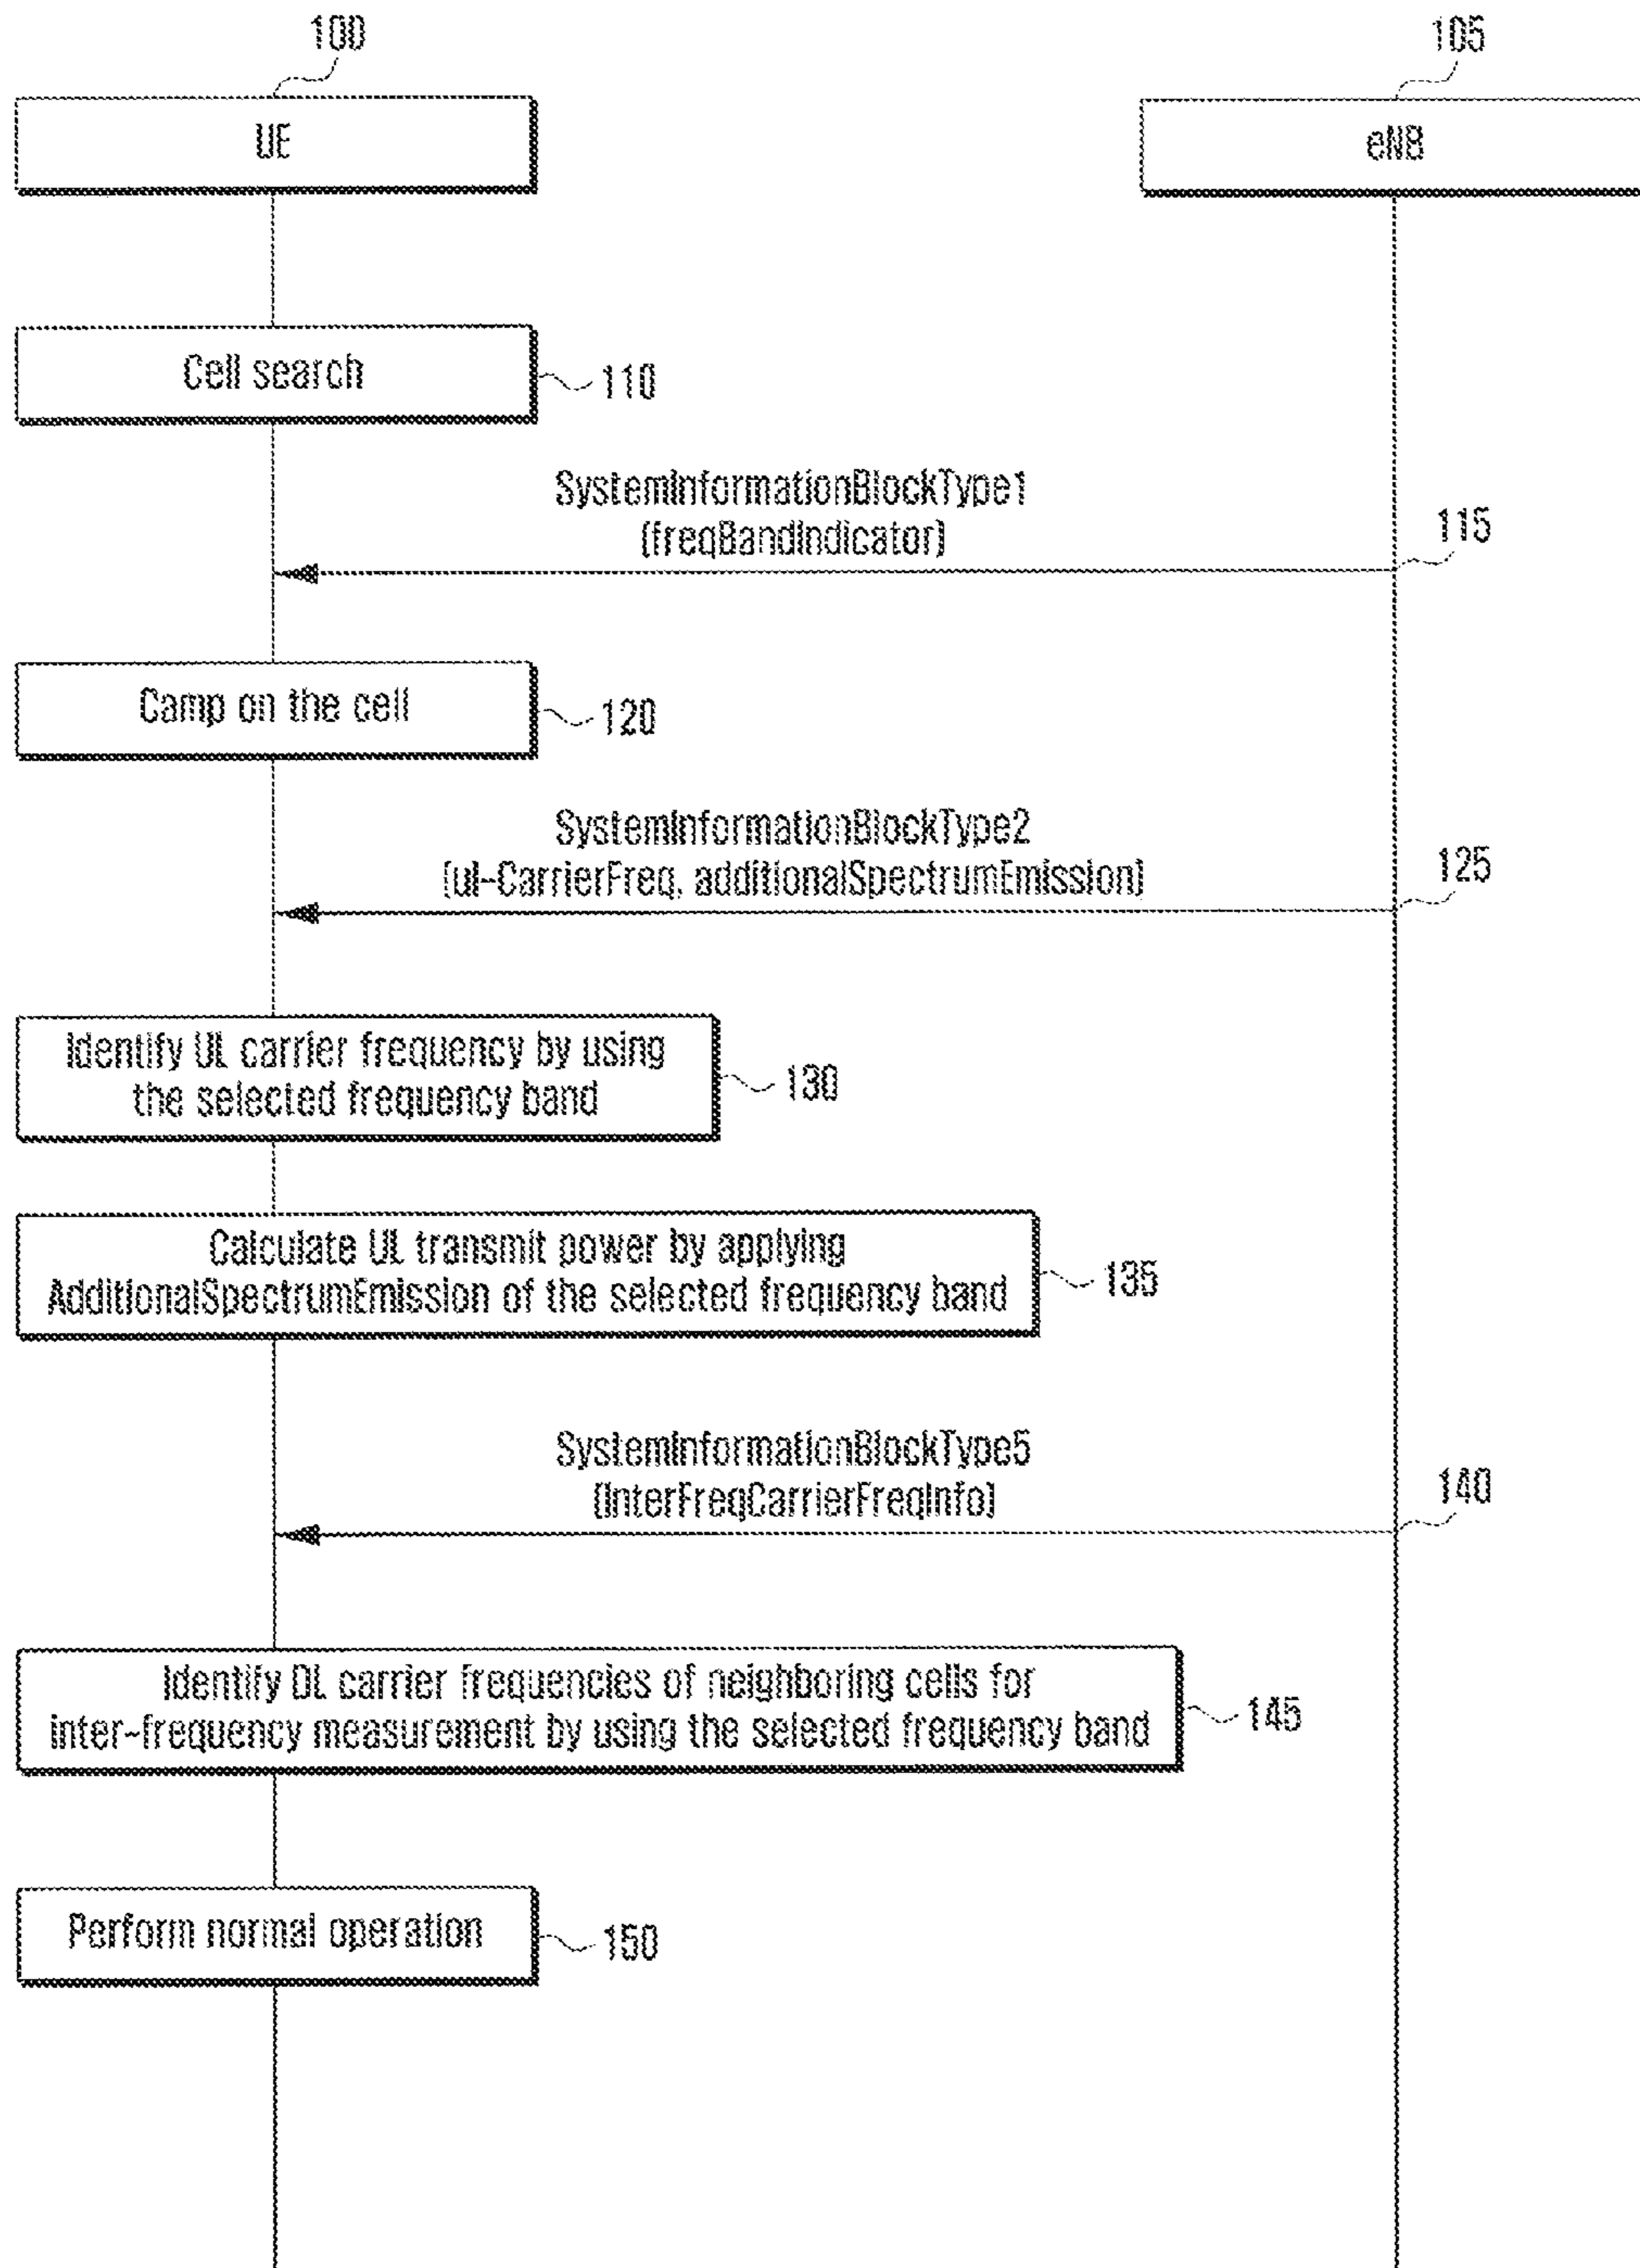 100
105
UE
eNB
Cell search
110
SystemInformationBlockType1
(freqBandIndicator)
115
Camp on the cell
120
SystemInformationBlockType2
(ul-CarrierFreq, additionalSpectrumEmission)
125
Identify UL carrier frequency by using
the selected frequency band
130
Calculate UL transmit power by applying
AdditionalSpectrumEmission of the selected frequency band
135
SystemInformationBlockType5
(InterFreqCarrierFreqInfo)
140
Identify DL carrier frequencies of neighboring cells for
inter-frequency measurement by using the selected frequency band
145
Perform normal operation
150